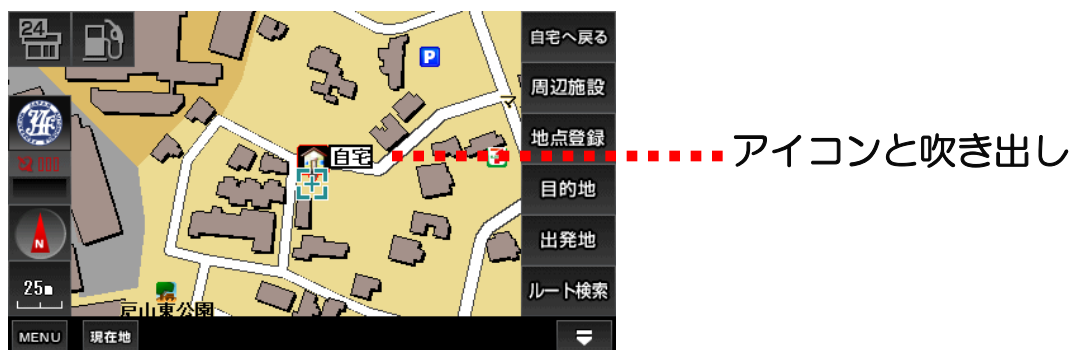 24
自宅へ戻る
P
周辺施設
地点登録
自宅
アイコンと吹き出し
目的地
N
出発地
25m
ルート検索
戸山東公園
MENU
現在地